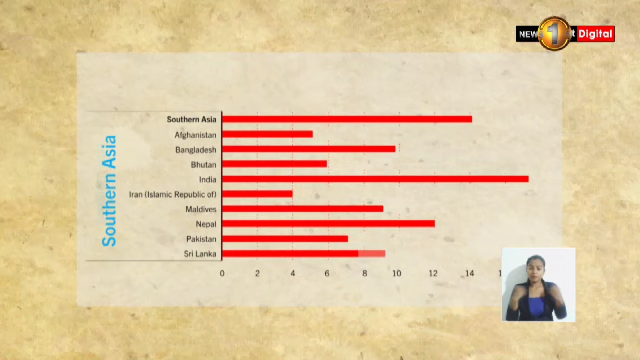 NEWS 1st Digital
Southern Asia
Southern Asia
Afghanistan
Bangladesh
Bhutan
India
Iran (Islamic Republic of)
Maldives
Nepal
Pakistan
Sri Lanka
0 2 4 6 8 10 12 14